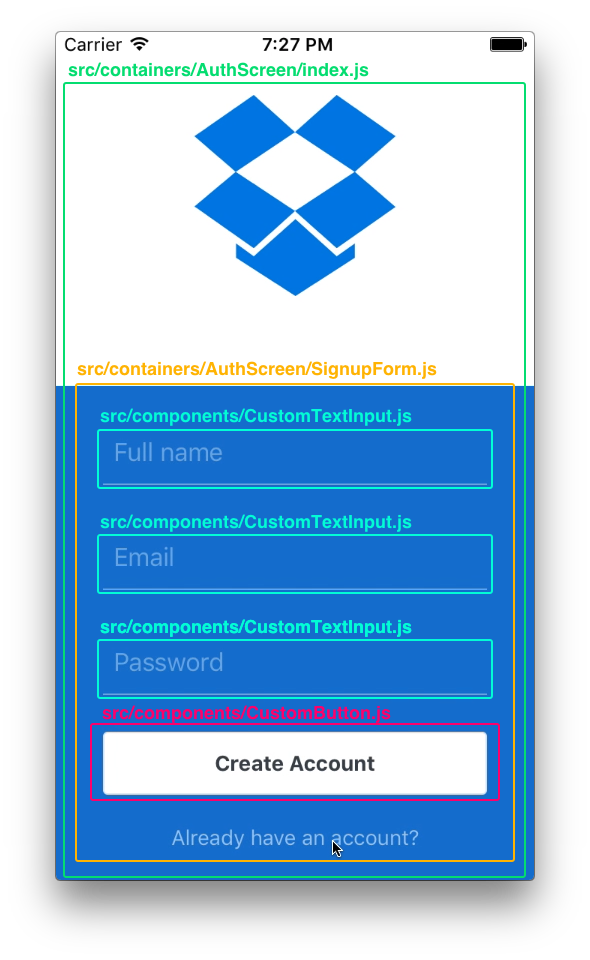 Carrier 7:27 PM
src/containers/AuthScreen/index.js
src/containers/AuthScreen/SignupForm.js
src/components/CustomTextInput.js
Full name
src/components/CustomTextInput.js
Email
src/components/CustomTextInput.js
Password
src/components/CustomButton.js
Create Account
Already have an account?